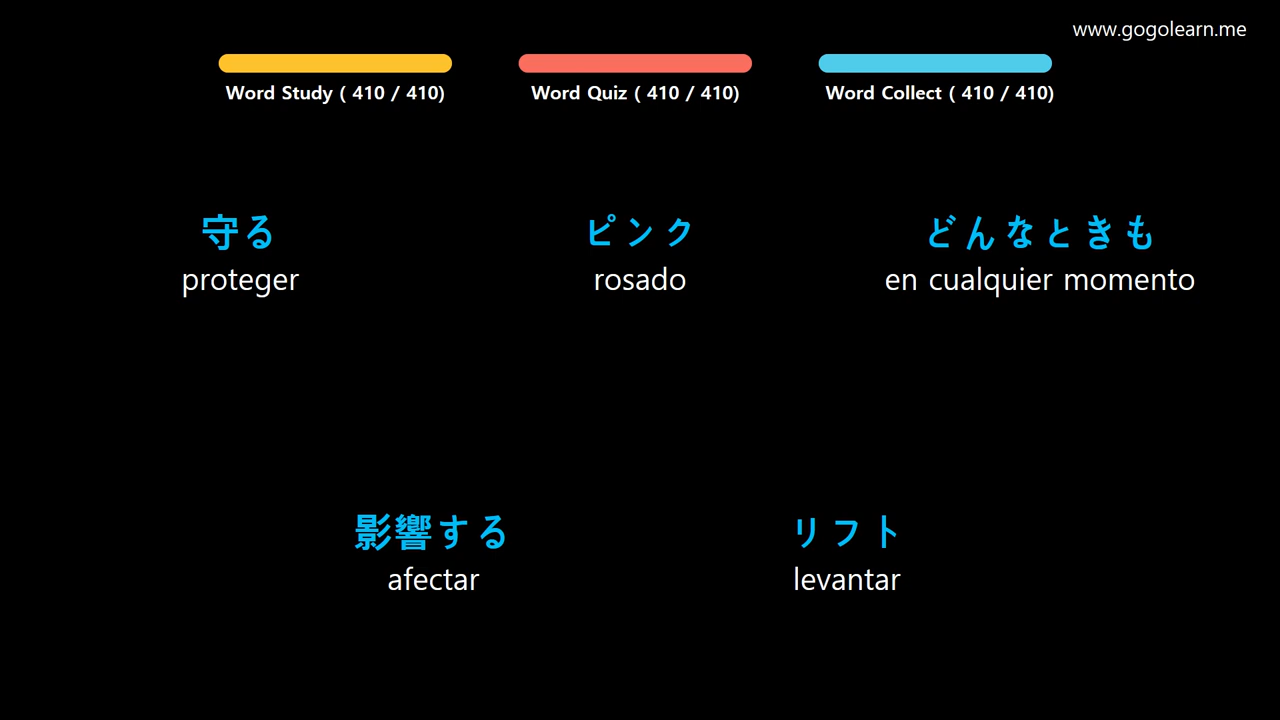 www.gogolearn.me
Word Study ( 410 / 410)
Word Quiz ( 410 / 410)
Word Collect ( 410 / 410)
守る
proteger
ピンク
rosado
どんなときも
en cualquier momento
影響する
afectar
リフト
levantar